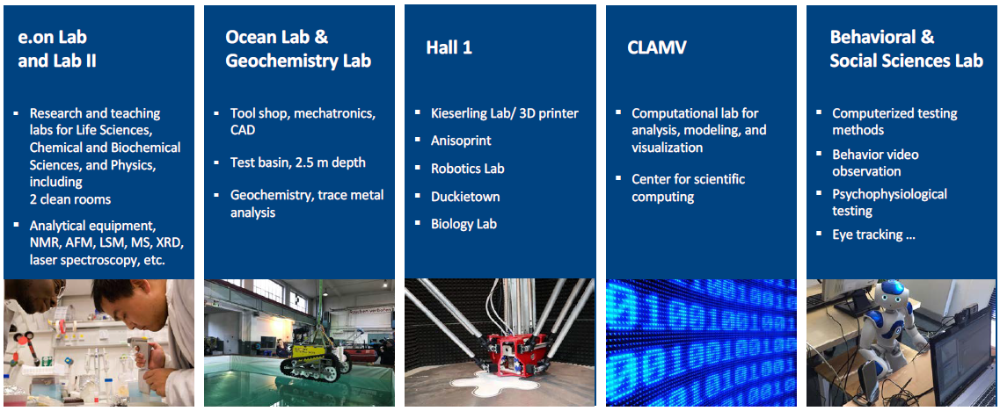 e.on Lab
and Lab II
▪ Research and teaching
labs for Life Sciences,
Chemical and Biochemical
Sciences, and Physics,
including
2 clean rooms
▪ Analytical equipment,
NMR, AFM, LSM, MS, XRD,
laser spectroscopy, etc.
Ocean Lab &
Geochemistry Lab
▪ Tool shop, mechatronics,
CAD
▪ Test basin, 2.5 m depth
▪ Geochemistry, trace metal
analysis
Rauchen verboten
Hall 1
▪ Kieserling Lab/ 3D printer
▪ Anisoprint
▪ Robotics Lab
▪ Duckietown
▪ Biology Lab
CLAMV
▪ Computational lab for
analysis, modeling, and
visualization
▪ Center for scientific
computing
Behavioral &
Social Sciences Lab
▪ Computerized testing
methods
▪ Behavior video
observation
▪ Psychophysiological
testing
▪ Eye tracking ...